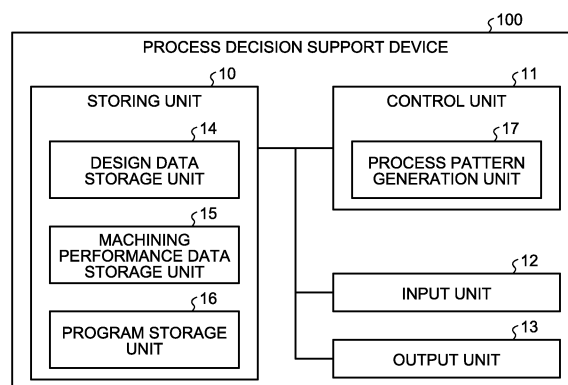 100
PROCESS DECISION SUPPORT DEVICE
10
STORING UNIT
14
DESIGN DATA
STORAGE UNIT
15
MACHINING
PERFORMANCE DATA
STORAGE UNIT
16
PROGRAM STORAGE
UNIT
11
CONTROL UNIT
17
PROCESS PATTERN
GENERATION UNIT
12
INPUT UNIT
13
OUTPUT UNIT